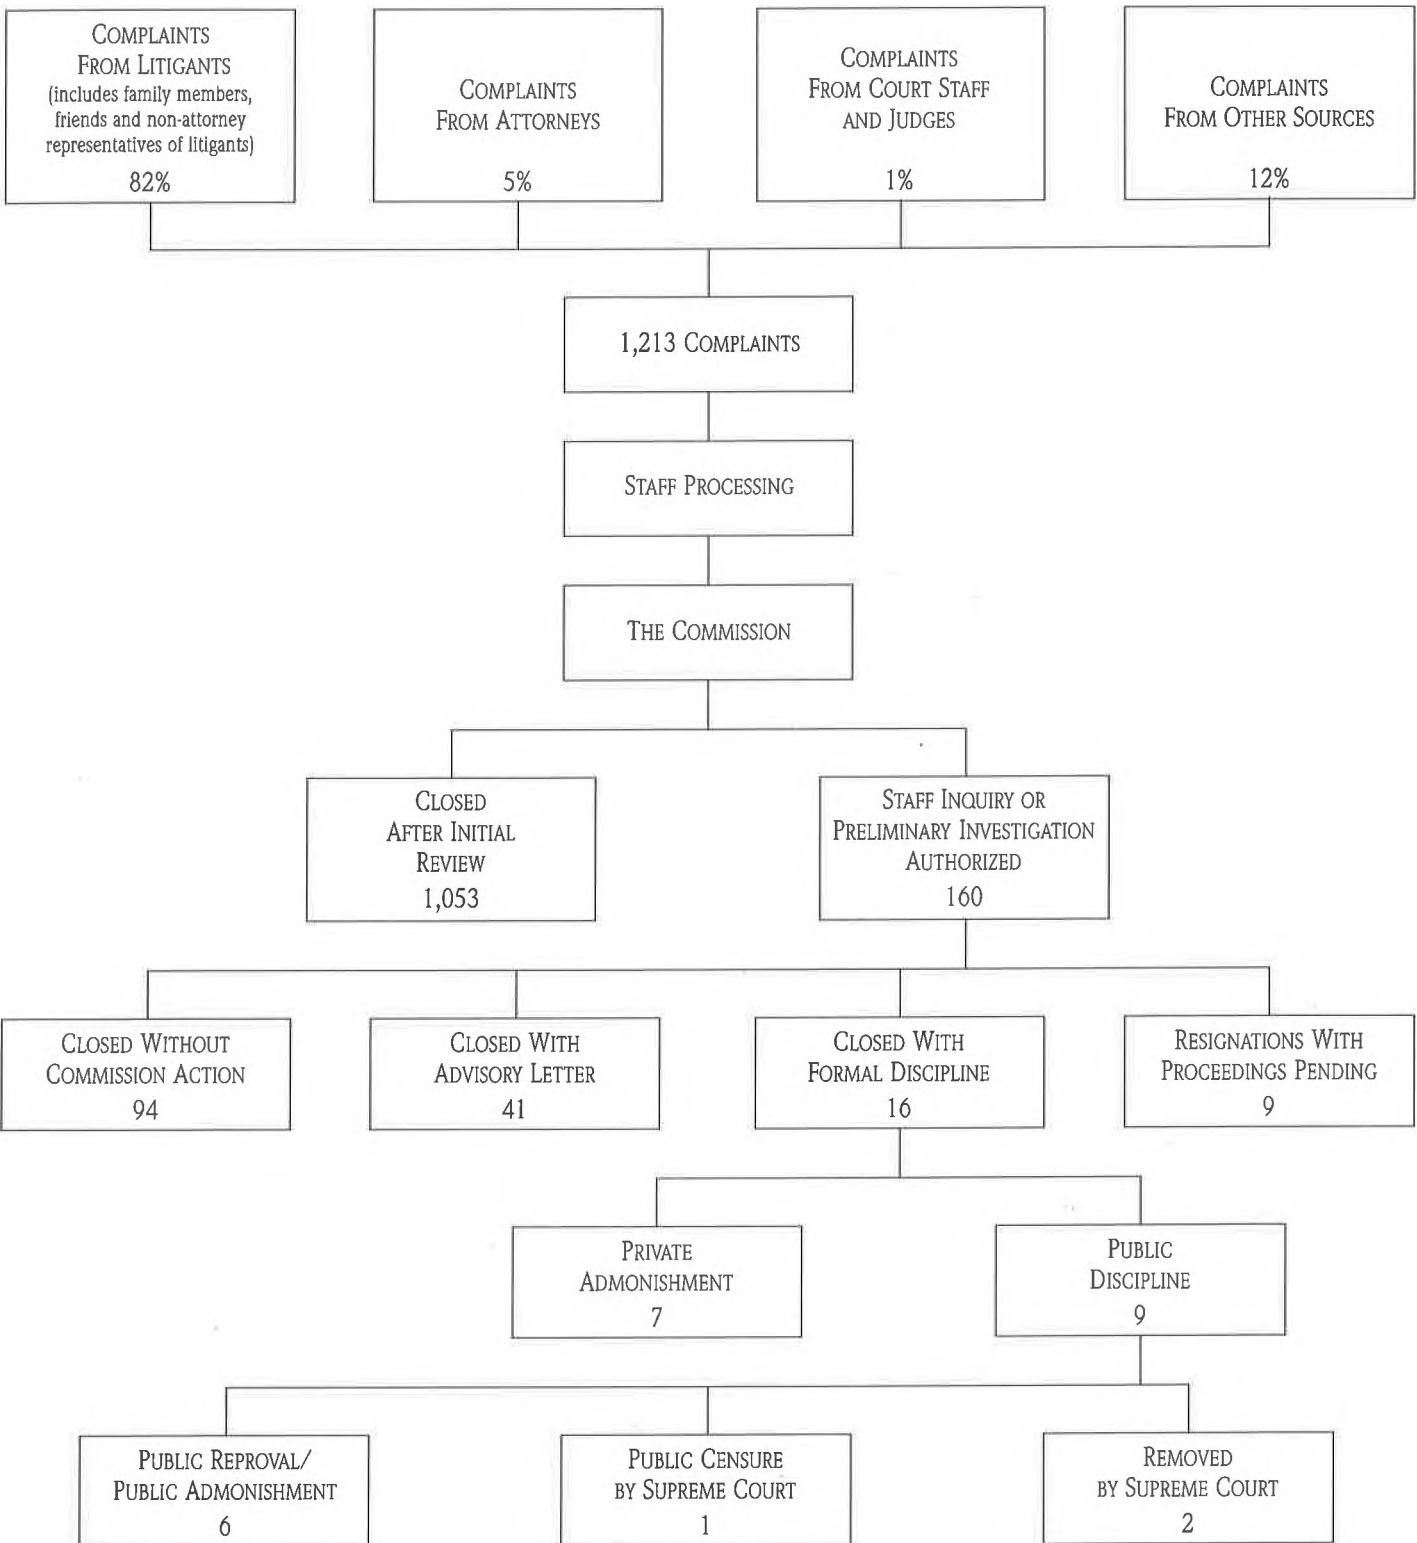 COMPLAINTS
FROM LITIGANTS
(includes family members,
friends and non-attorney
representatives of litigants)
82%
COMPLAINTS
FROM ATTORNEYS
5%
COMPLAINTS
FROM COURT STAFF
AND JUDGES
1%
COMPLAINTS
FROM OTHER SOURCES
12%
1,213 COMPLAINTS
STAFF PROCESSING
THE COMMISSION
CLOSED
AFTER INITIAL
REVIEW
1,053
STAFF INQUIRY OR
PRELIMINARY INVESTIGATION
AUTHORIZED
160
CLOSED WITHOUT
COMMISSION ACTION
94
CLOSED WITH
ADVISORY LETTER
41
CLOSED WITH
FORMAL DISCIPLINE
16
RESIGNATIONS WITH
PROCEEDINGS PENDING
9
PRIVATE
ADMONISHMENT
7
PUBLIC
DISCIPLINE
9
PUBLIC REPROVAL/
PUBLIC ADMONISHMENT
6
PUBLIC CENSURE
BY SUPREME COURT
1
REMOVED
BY SUPREME COURT
2